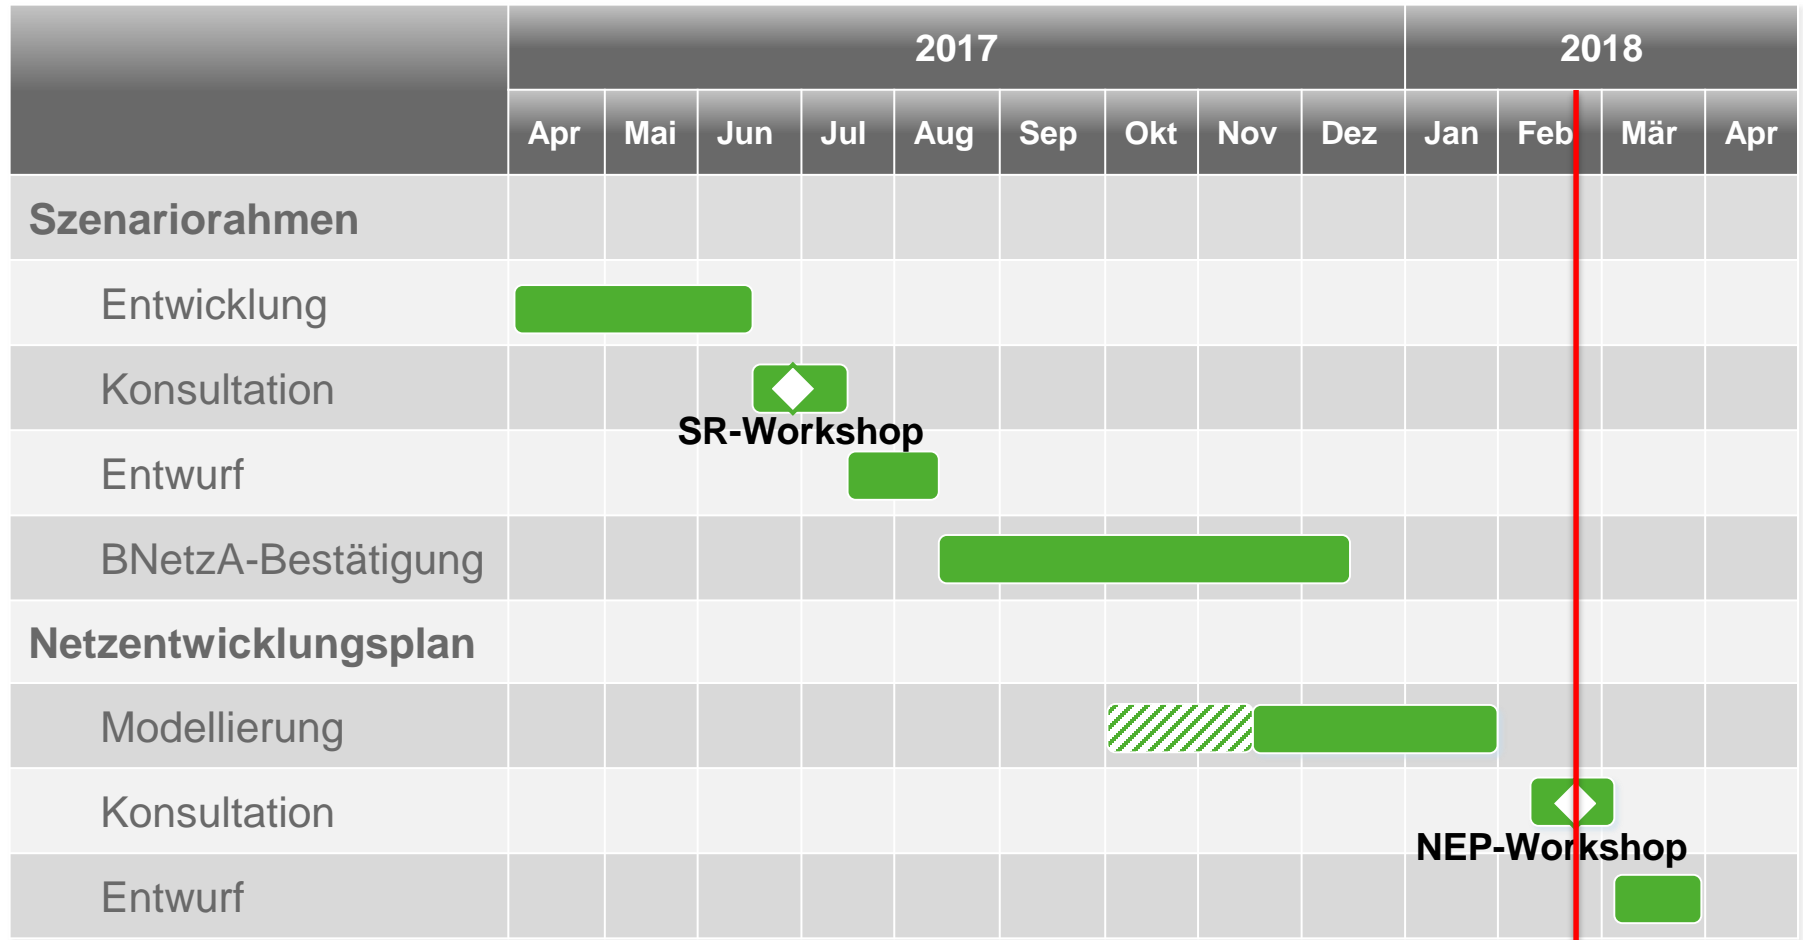 2017 2018
Apr Mai Jun Jul Aug Sep Okt Nov Dez Jan Feb Mär Apr
Szenariorahmen
Entwicklung
Konsultation
SR-Workshop
Entwurf
BNetzA-Bestätigung
Netzentwicklungsplan
Modellierung
Konsultation
NEP-Workshop
Entwurf